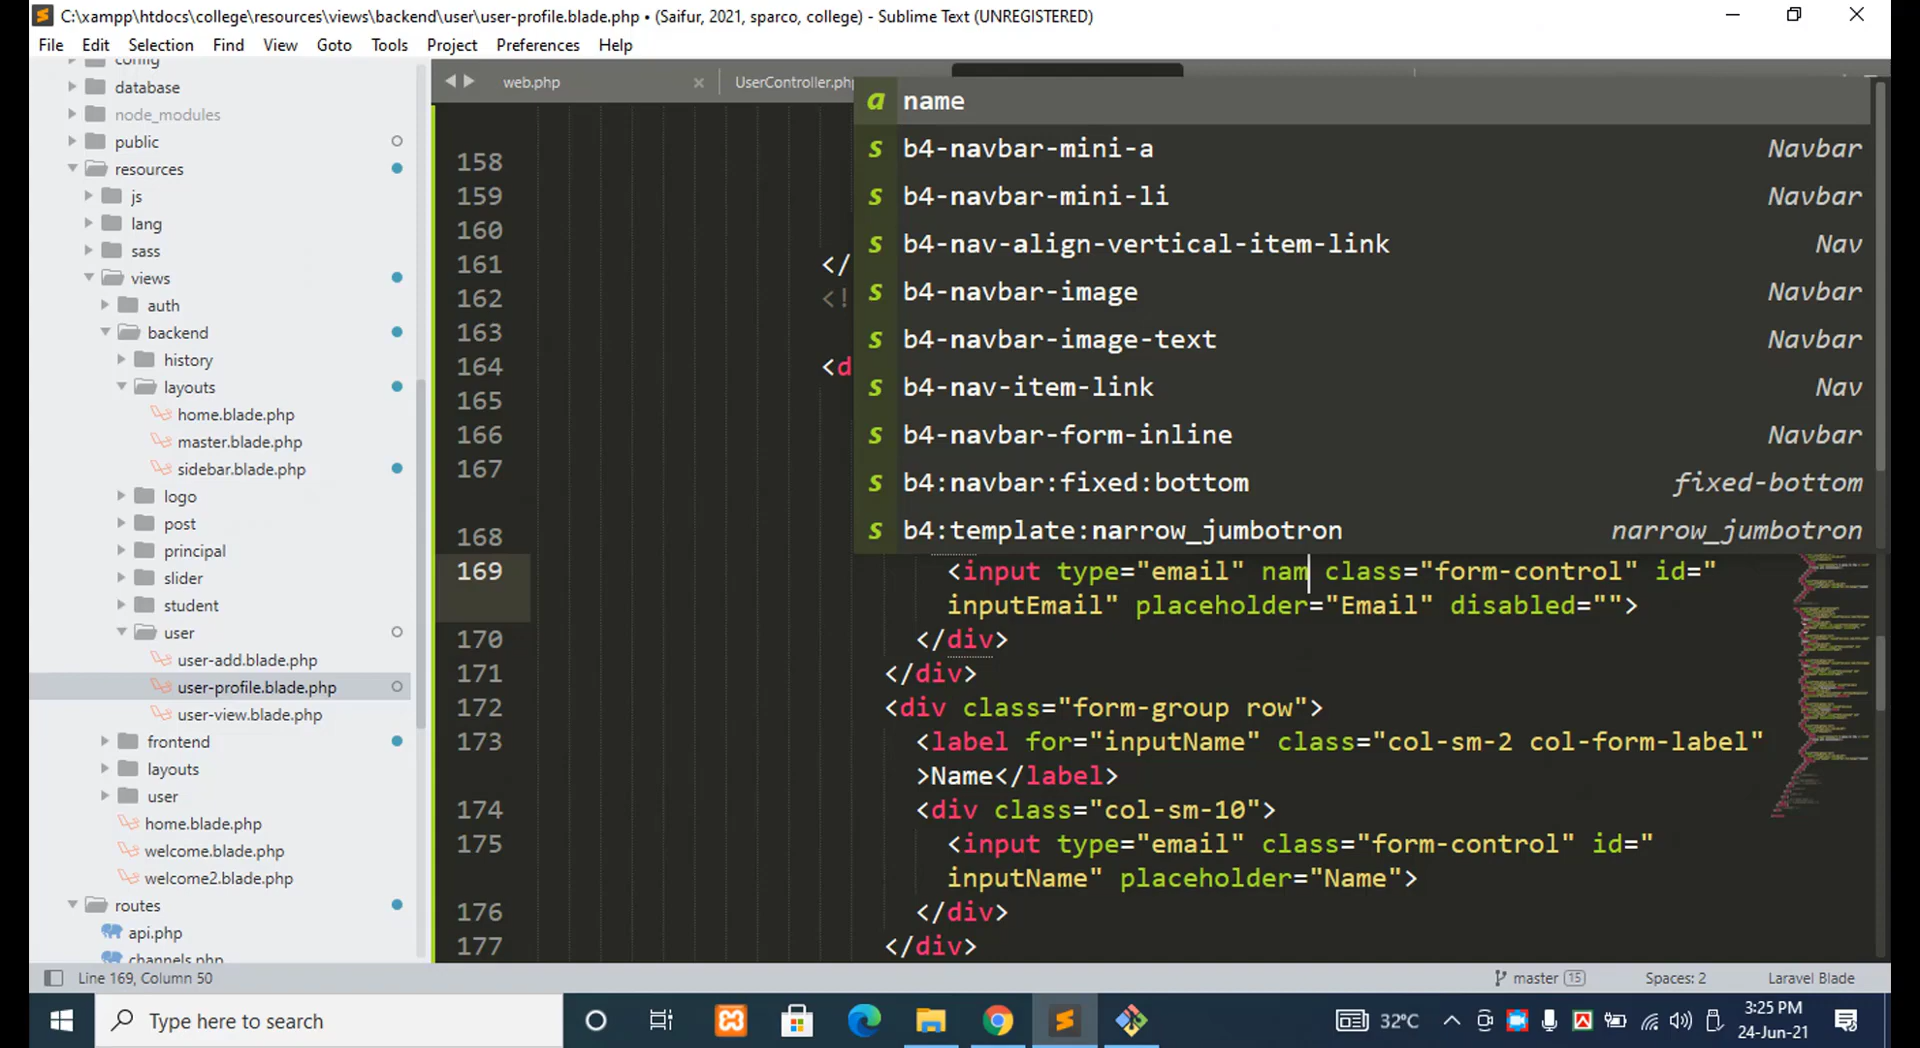 C:\xampp\htdocs\college\resources\views\backend\user\user-profile.blade.php • (Saifur, 2021, sparco, college) - Sublime Text (UNREGISTERED)
File Edit Selection Find View Goto Tools Project Preferences Help
config
database
node_modules
public
resources
js
lang
sass
views
auth
backend
history
layouts
home.blade.php
master.blade.php
sidebar.blade.php
logo
post
principal
slider
student
user
user-add.blade.php
user-profile.blade.php
user-view.blade.php
frontend
layouts
user
home.blade.php
welcome.blade.php
welcome2.blade.php
routes
api.php
channels.php
web.php × UserController.php
a name
s b4-navbar-mini-a Navbar
s b4-navbar-mini-li Navbar
s b4-nav-align-vertical-item-link Nav
s b4-navbar-image Navbar
s b4-navbar-image-text Navbar
s b4-nav-item-link Nav
s b4-navbar-form-inline Navbar
s b4:navbar:fixed:bottom fixed-bottom
s b4:template:narrow_jumbotron narrow_jumbotron
158
159
160
161 </
162 <!
163
164 <d
165
166
167
168
169 <input type="email" nam class="form-control" id="
inputEmail" placeholder="Email" disabled="">
170 </div>
171 </div>
172 <div class="form-group row">
173 <label for="inputName" class="col-sm-2 col-form-label"
>Name</label>
174 <div class="col-sm-10">
175 <input type="email" class="form-control" id="
inputName" placeholder="Name">
176 </div>
177 </div>
Line 169, Column 50 master 15 Spaces: 2 Laravel Blade
Type here to search 32°C 3:25 PM
24-Jun-21